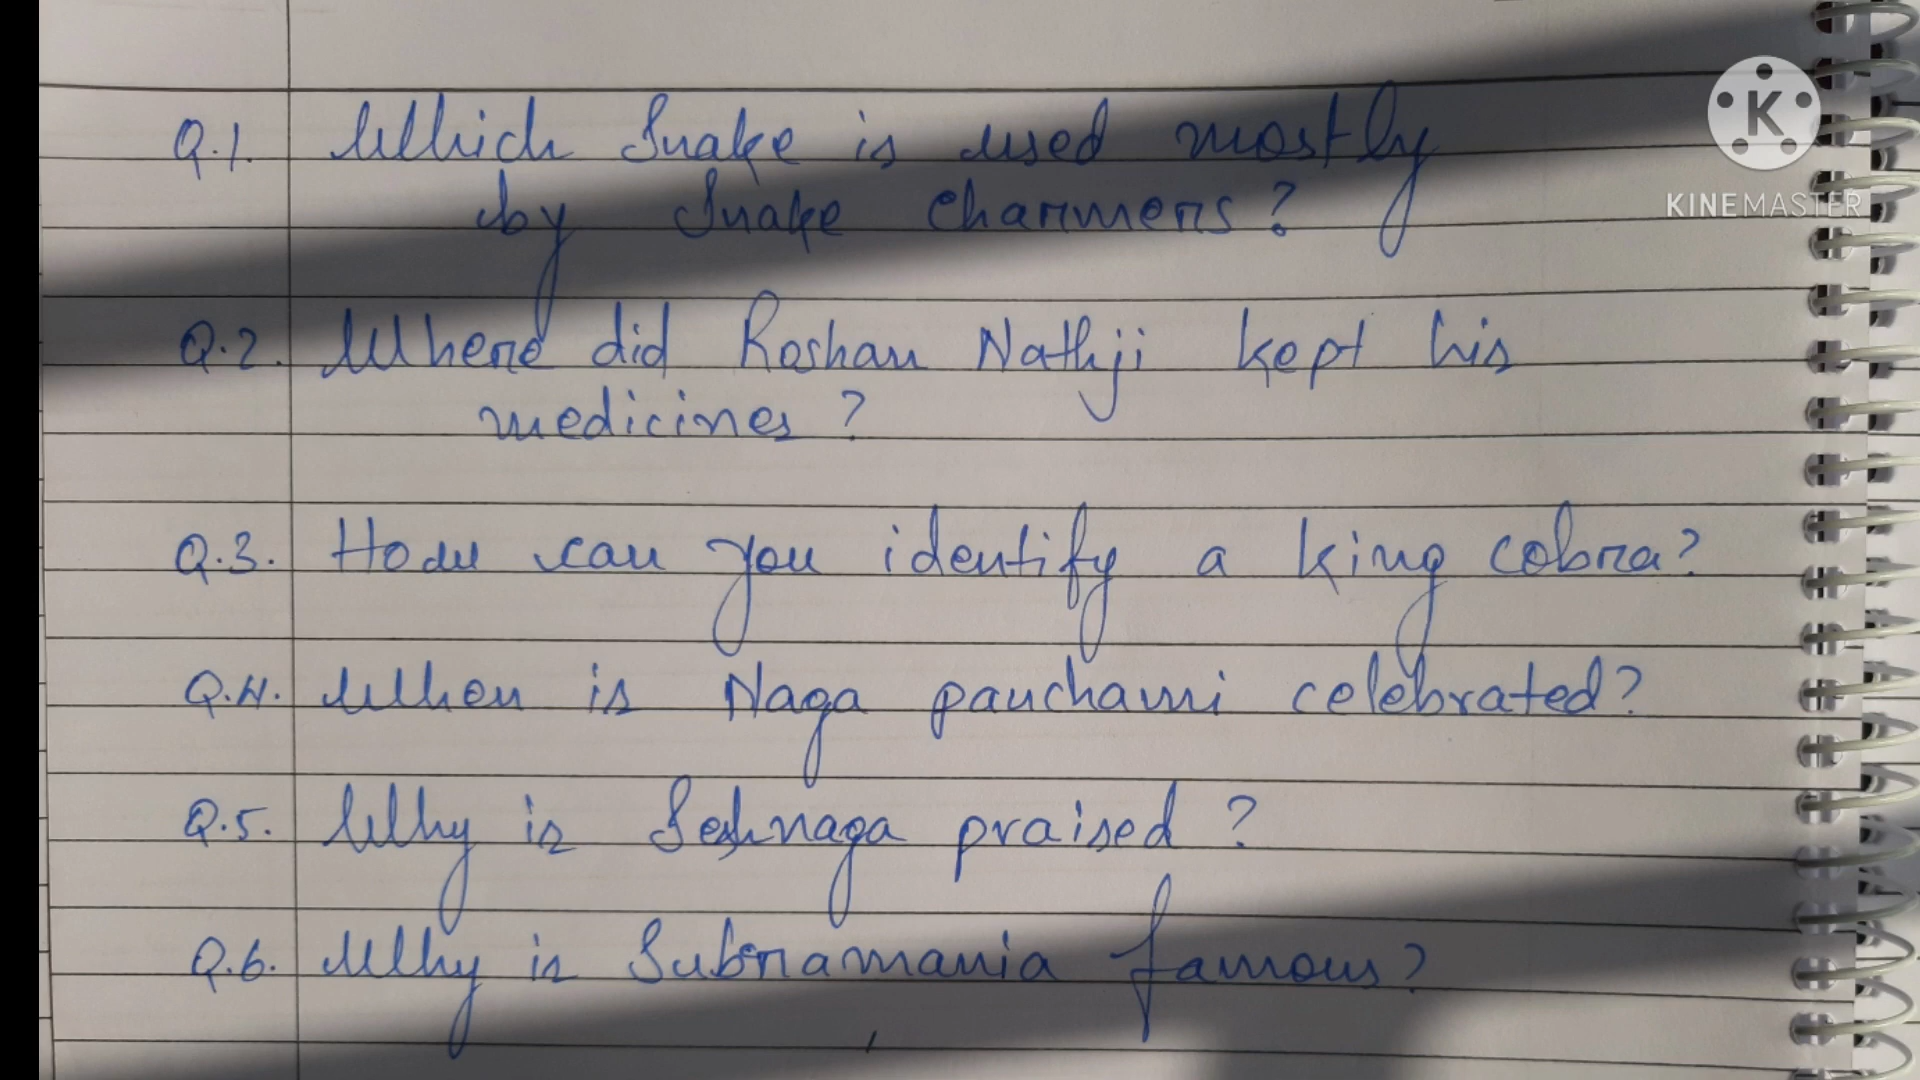 Q.1. Which Snake is used mostly
by Snake charmers?
Q.2. Where did Roshan Nathji kept his
medicines?
Q.3. How can you identify a king cobra?
Q.4. When is Naga panchami celebrated?
Q.5. Why is Seshnaga praised?
Q.6. Why is Subramania famous?
K
KINEMASTER